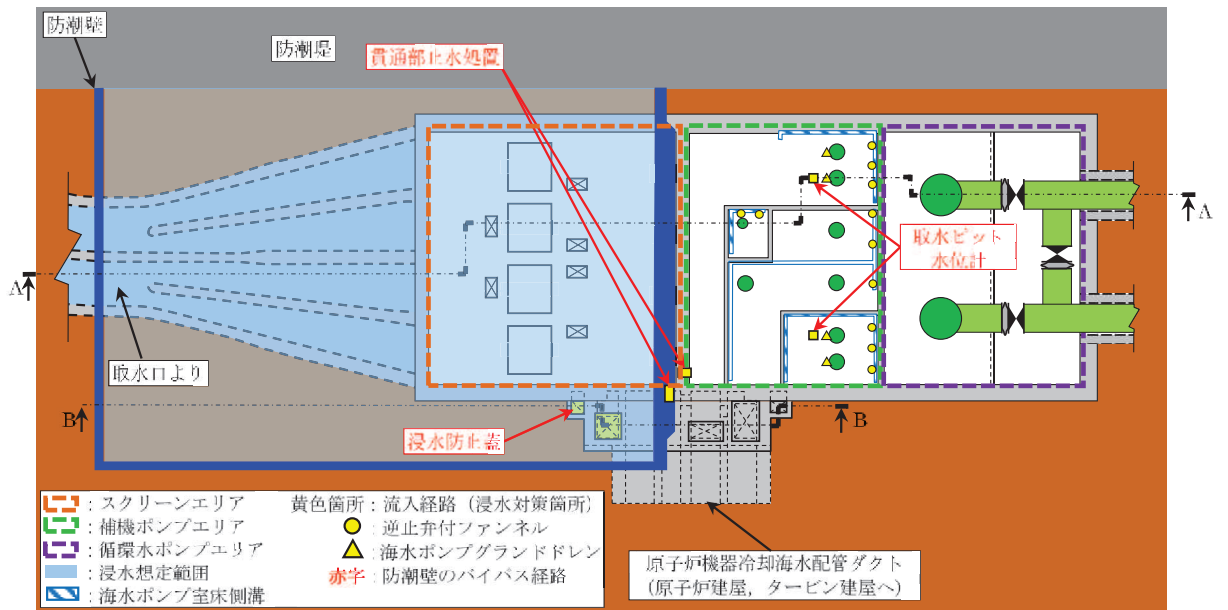 防潮壁
防潮堤
貫通部止水処置
取水ピット
水位計
A
A
取水口より
B
B
浸水防止蓋
：スクリーンエリア
：補機ポンプエリア
：循環水ポンプエリア
：浸水想定範囲
：海水ポンプ室床側溝
黄色箇所：流入経路（浸水対策箇所）
：逆止弁付ファンネル
：海水ポンプグランドドレン
赤字：防潮壁のバイパス経路
原子炉機器冷却海水配管ダクト
（原子炉建屋，タービン建屋へ）